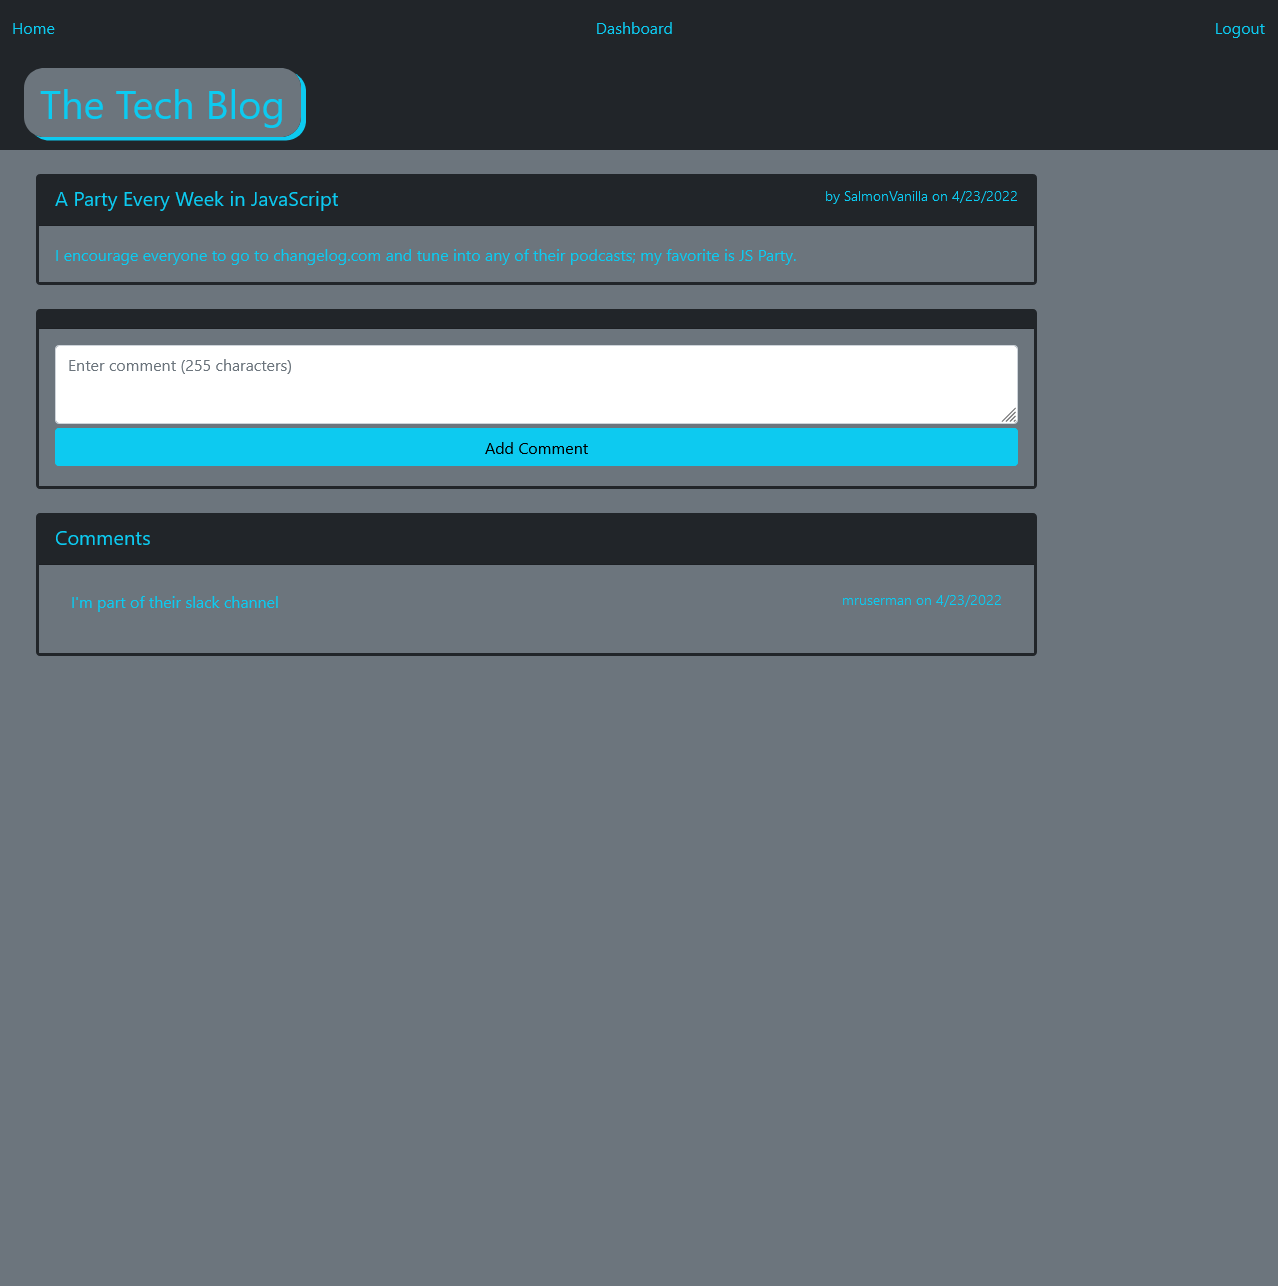 Home
Dashboard
Logout
The Tech Blog
A Party Every Week in JavaScript
by SalmonVanilla on 4/23/2022
I encourage everyone to go to changelog.com and tune into any of their podcasts; my favorite is JS Party.
Enter comment (255 characters)
Add Comment
Comments
I'm part of their slack channel
mruserman on 4/23/2022